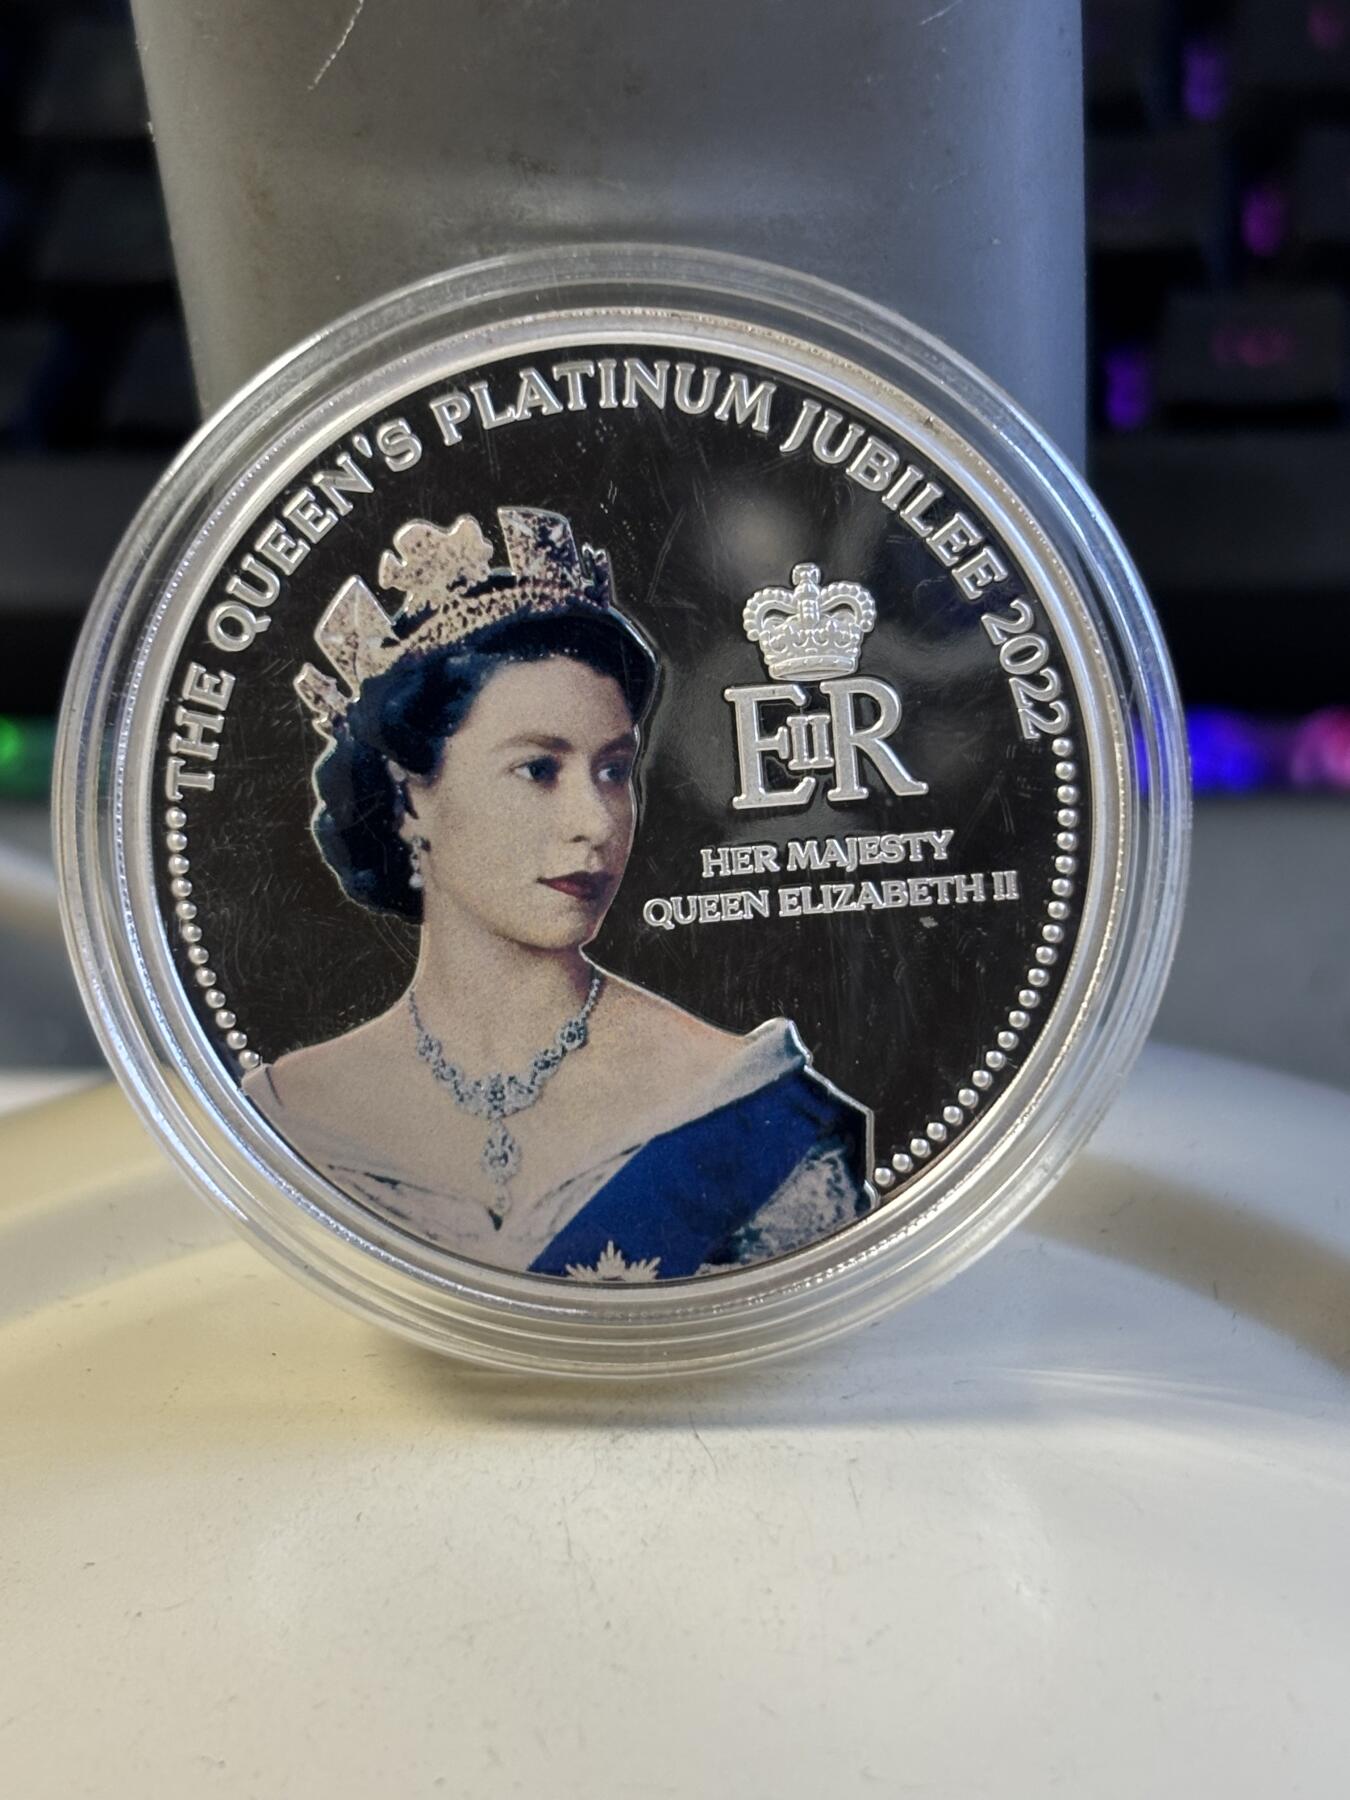 THE QUEEN'S PLATINUM JUBILEE 2022
EIIR
HER MAJESTY
QUEEN ELIZABETH II